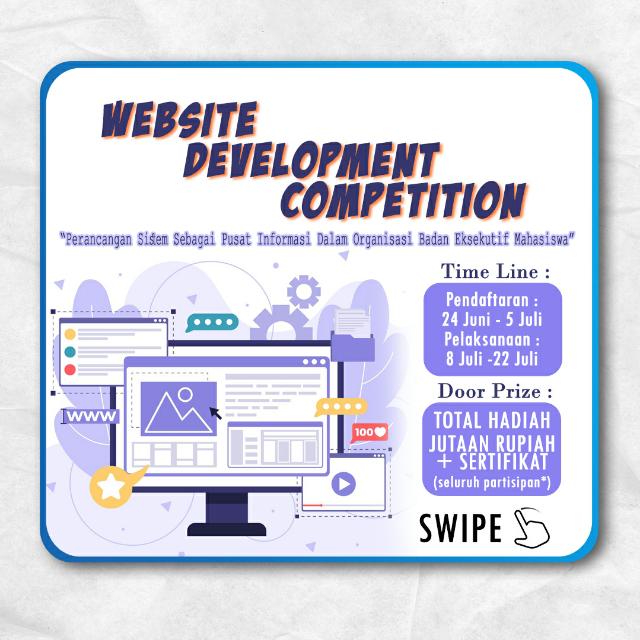 WEBSITE
DEVELOPMENT
COMPETITION
"Perancangan Sistem Sebagai Pusat Informasi Dalam Organisasi Badan Eksekutif Mahasiswa"
Time Line :
Pendaftaran :
24 Juni - 5 Juli
Pelaksanaan :
8 Juli -22 Juli
Door Prize :
TOTAL HADIAH
JUTAAN RUPIAH
+ SERTIFIKAT
(seluruh partisipan*)
WWW
100
SWIPE